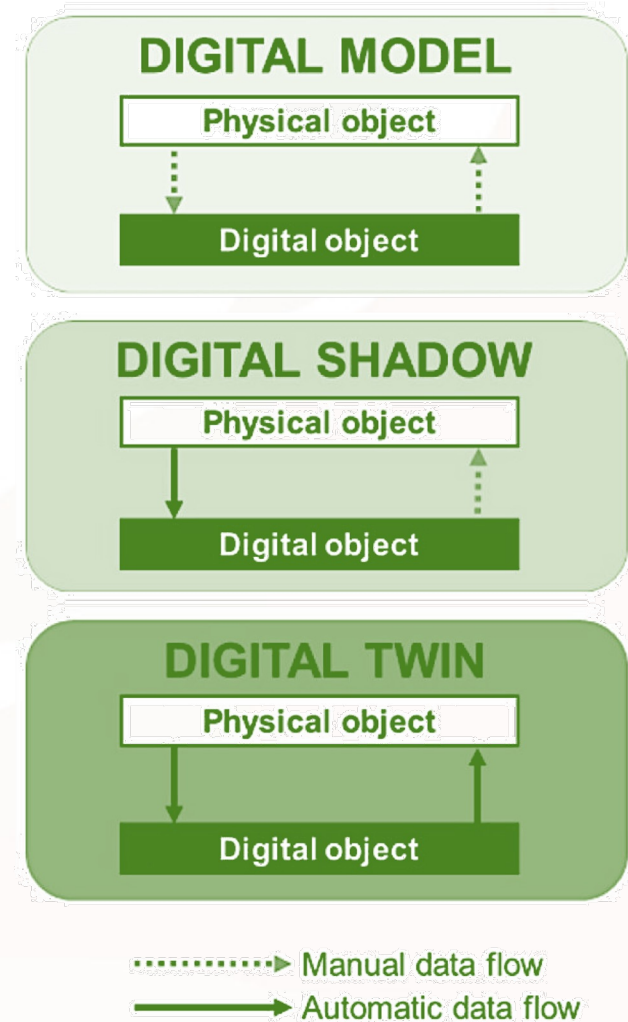 DIGITAL MODEL
Physical object
Digital object
DIGITAL SHADOW
Physical object
Digital object
DIGITAL TWIN
Physical object
Digital object
Manual data flow
Automatic data flow